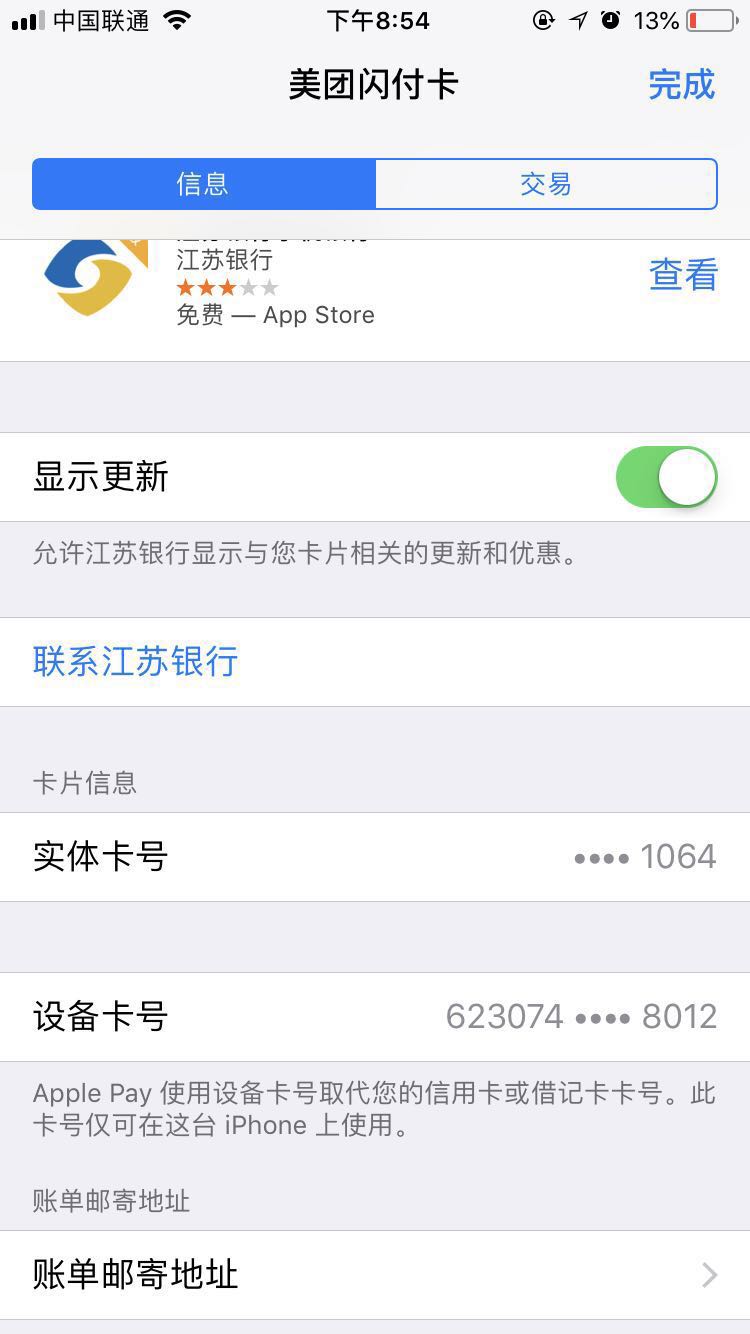 中国联通
下午8:54
13%
美团闪付卡
完成
信息
交易
江苏银行
查看
免费 — App Store
显示更新
允许江苏银行显示与您卡片相关的更新和优惠。
联系江苏银行
卡片信息
实体卡号
•••• 1064
设备卡号
623074 •••• 8012
Apple Pay 使用设备卡号取代您的信用卡或借记卡卡号。此
卡号仅可在这台 iPhone 上使用。
账单邮寄地址
账单邮寄地址